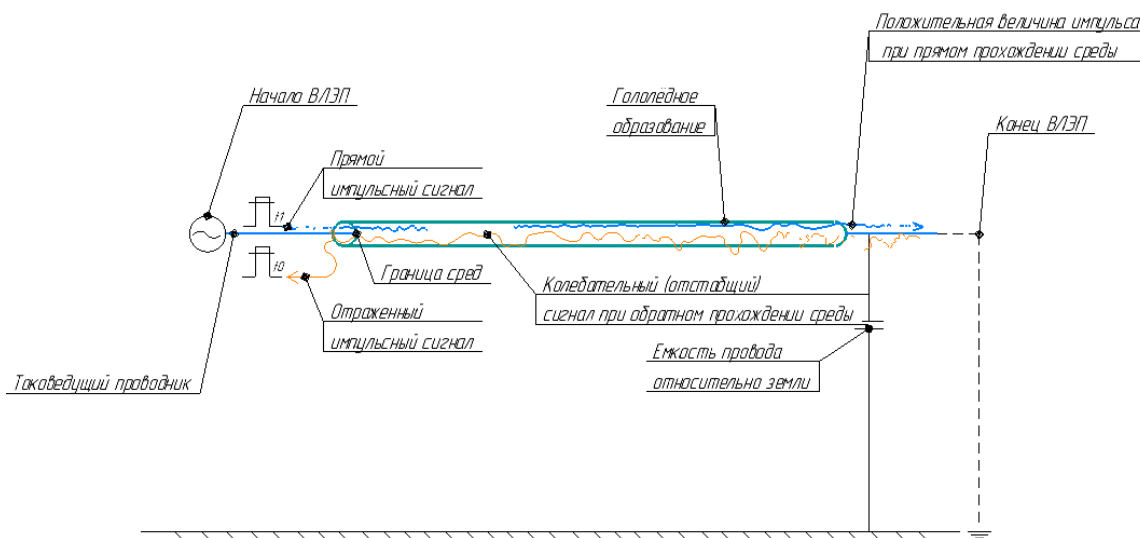 Положительная величина импульса
при прямом прохождении среды
Начало ВЛЭП
Гололёдное
образование
Конец ВЛЭП
Прямой
импульсный сигнал
t1
t0
Граница сред
Колебательный (отстабщий)
сигнал при обратном прохождении среды
Отраженный
импульсный сигнал
Емкость провода
относительно земли
Токоведущий проводник